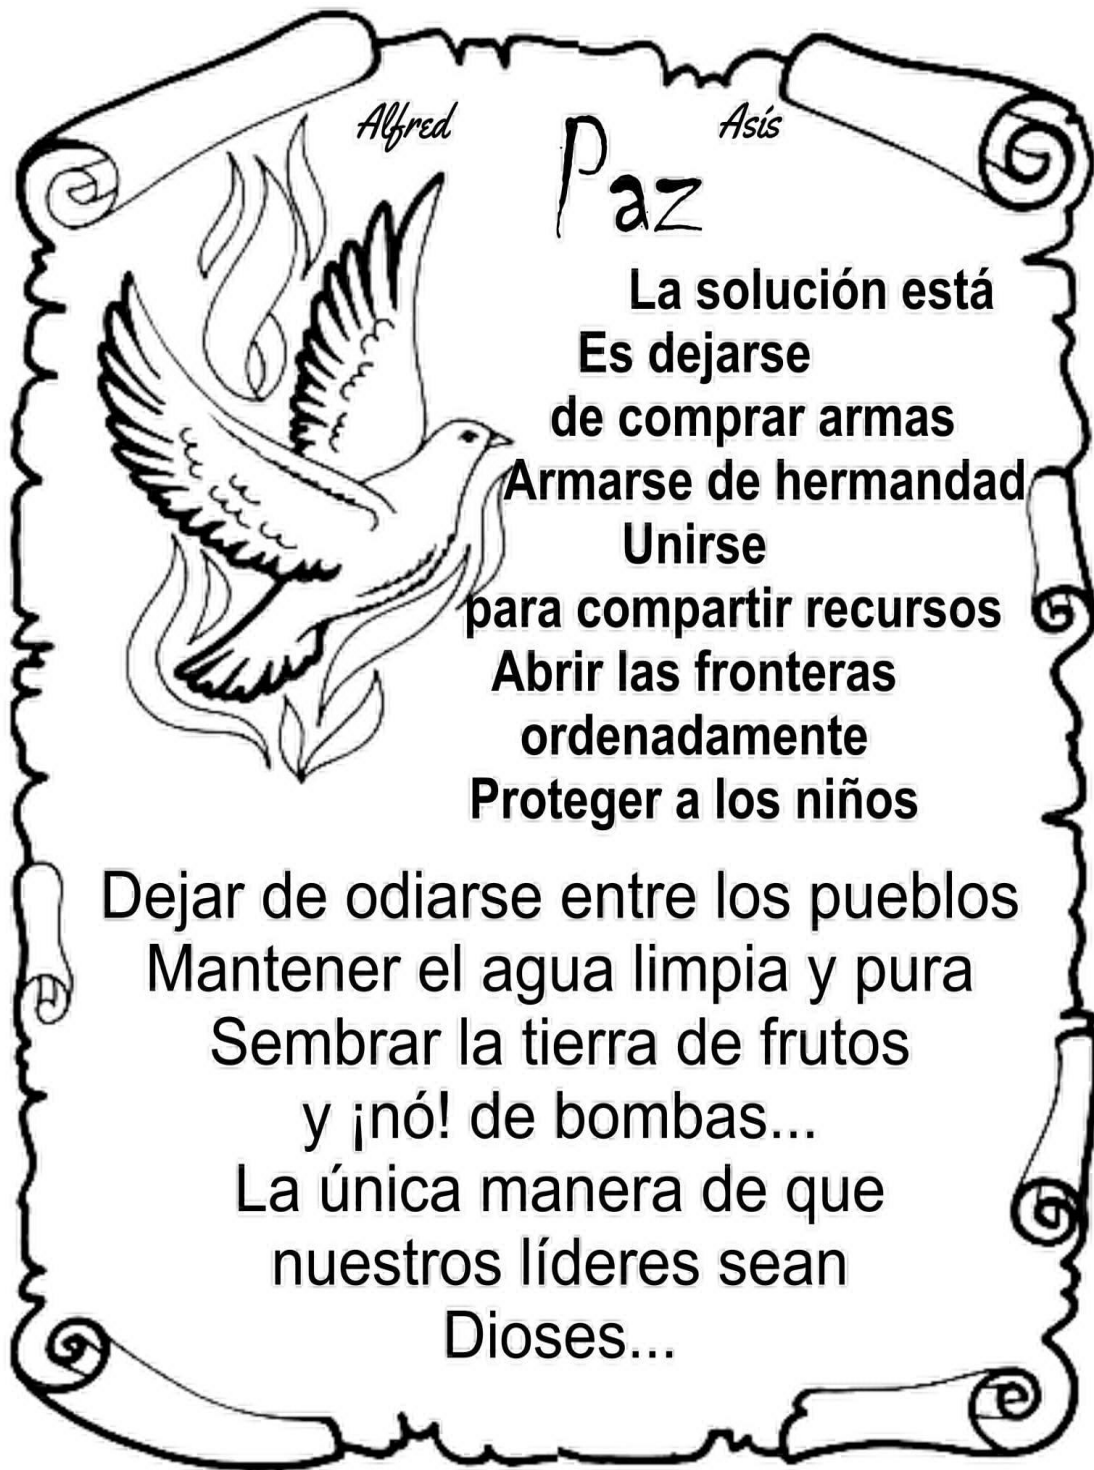 Alfred Asís
Paz
La solución está
Es dejarse
de comprar armas
Armarse de hermandad
Unirse
para compartir recursos
Abrir las fronteras
ordenadamente
Proteger a los niños
Dejar de odiarse entre los pueblos
Mantener el agua limpia y pura
Sembrar la tierra de frutos
y ¡nó! de bombas...
La única manera de que
nuestros líderes sean
Dioses...